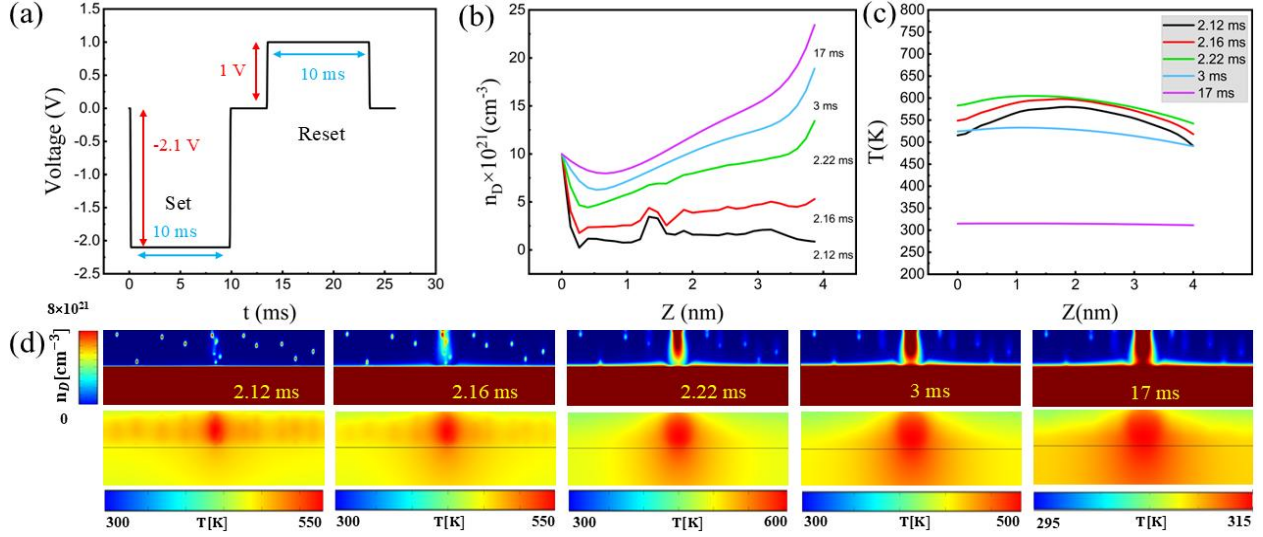 (a)
1.5
1.0
0.5
0.0
-0.5
-1.0
-1.5
-2.0
-2.5
Voltage (V)
1 V
10 ms
Reset
-2.1 V
Set
10 ms
0 5 10 15 20 25 30
t (ms)
(b)
25
20
15
10
5
0
n_D×10^21(cm^-3)
17 ms
3 ms
2.22 ms
2.16 ms
2.12 ms
0 1 2 3 4
Z (nm)
(c)
800
750
700
650
600
550
500
450
400
350
300
250
200
T(K)
2.12 ms
2.16 ms
2.22 ms
3 ms
17 ms
0 1 2 3 4
Z(nm)
(d)
8×10^21
n_D[cm^-3]
0
2.12 ms
2.16 ms
2.22 ms
3 ms
17 ms
300 T[K] 550
300 T[K] 550
300 T[K] 600
300 T[K] 500
295 T[K] 315